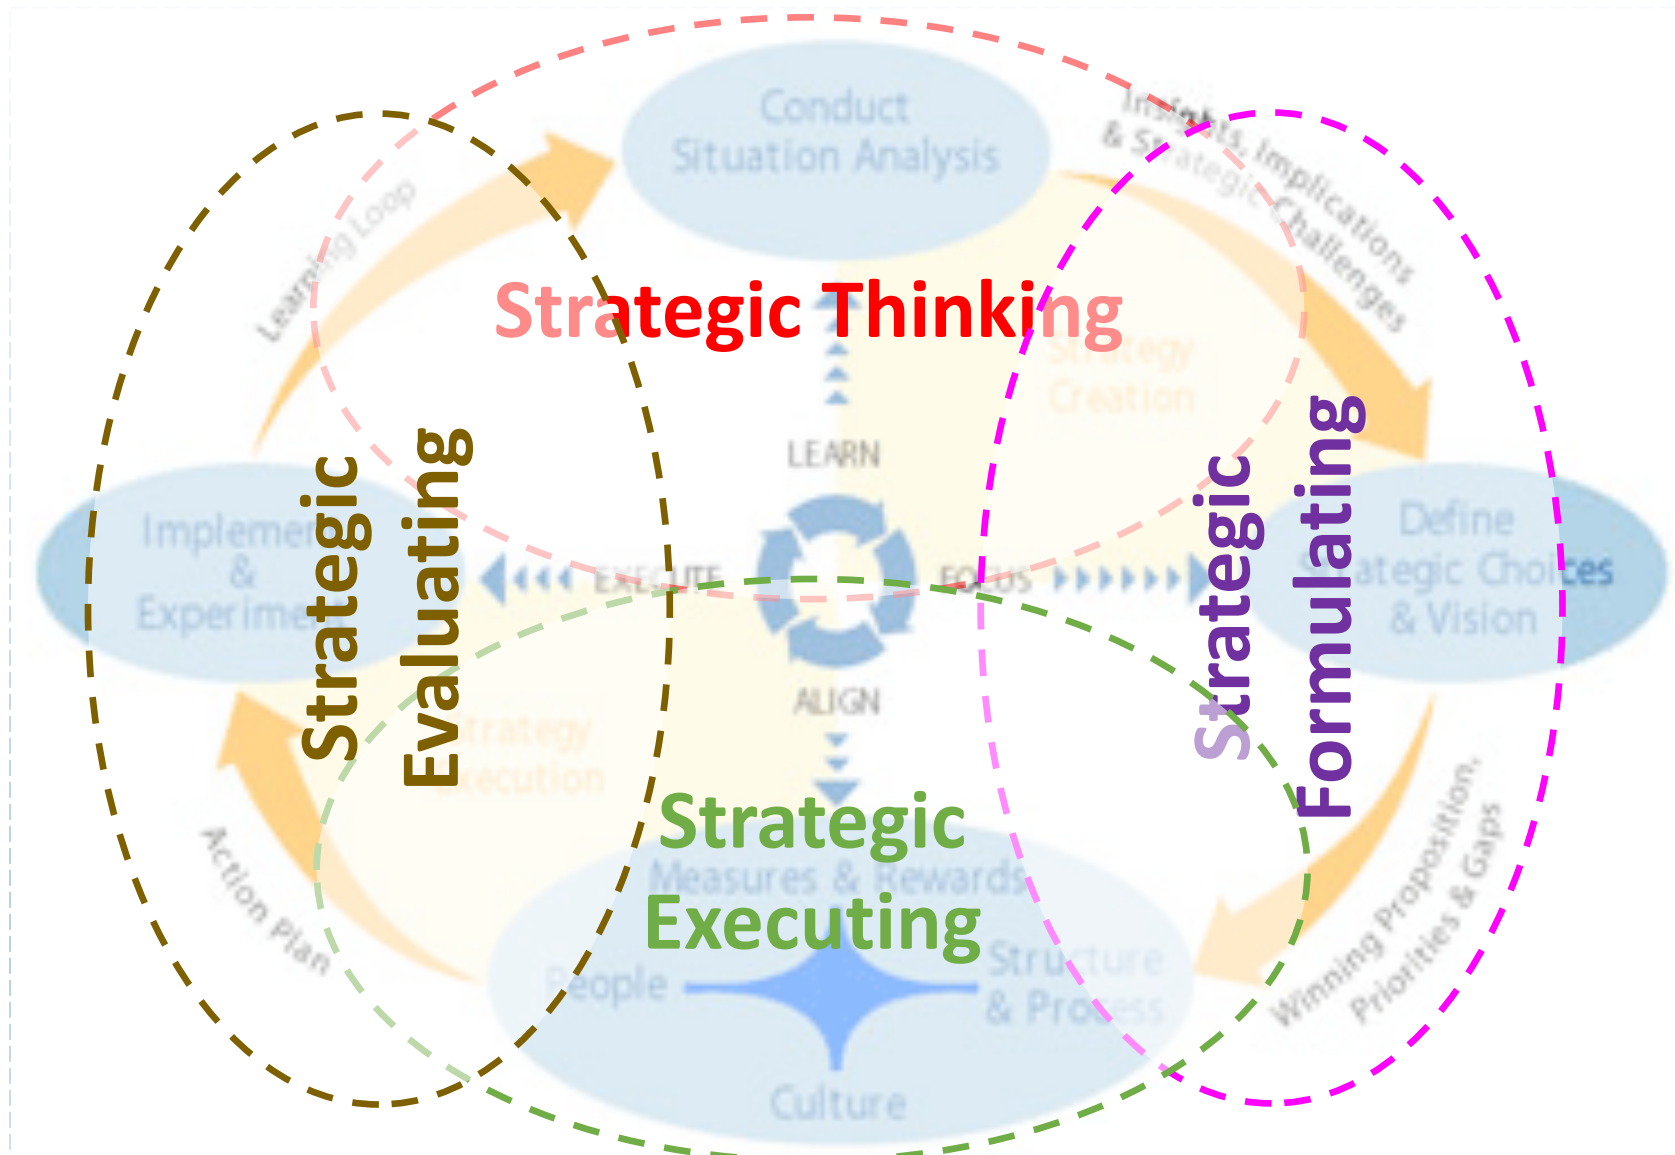 Conduct
Situation Analysis
Insights, Implications
& Strategic Challenges
Learning Loop
Strategic Thinking
Strategy
Creation
LEARN
Implement
&
Experiment
Strategic
Evaluating
EXECUTE
FOCUS
Strategic
Formulating
Define
Strategic Choices
& Vision
ALIGN
Strategy
Execution
Strategic
Executing
Measures & Rewards
People
Structure
& Process
Culture
Action Plan
Winning Proposition,
Priorities & Gaps